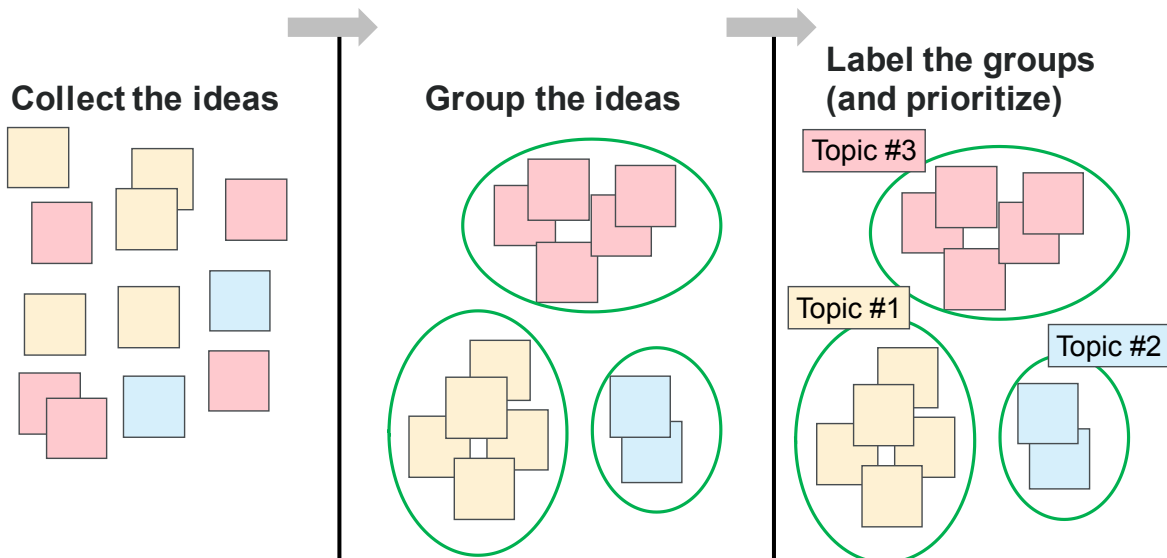 Collect the ideas
Group the ideas
Label the groups
(and prioritize)
Topic #3
Topic #1
Topic #2